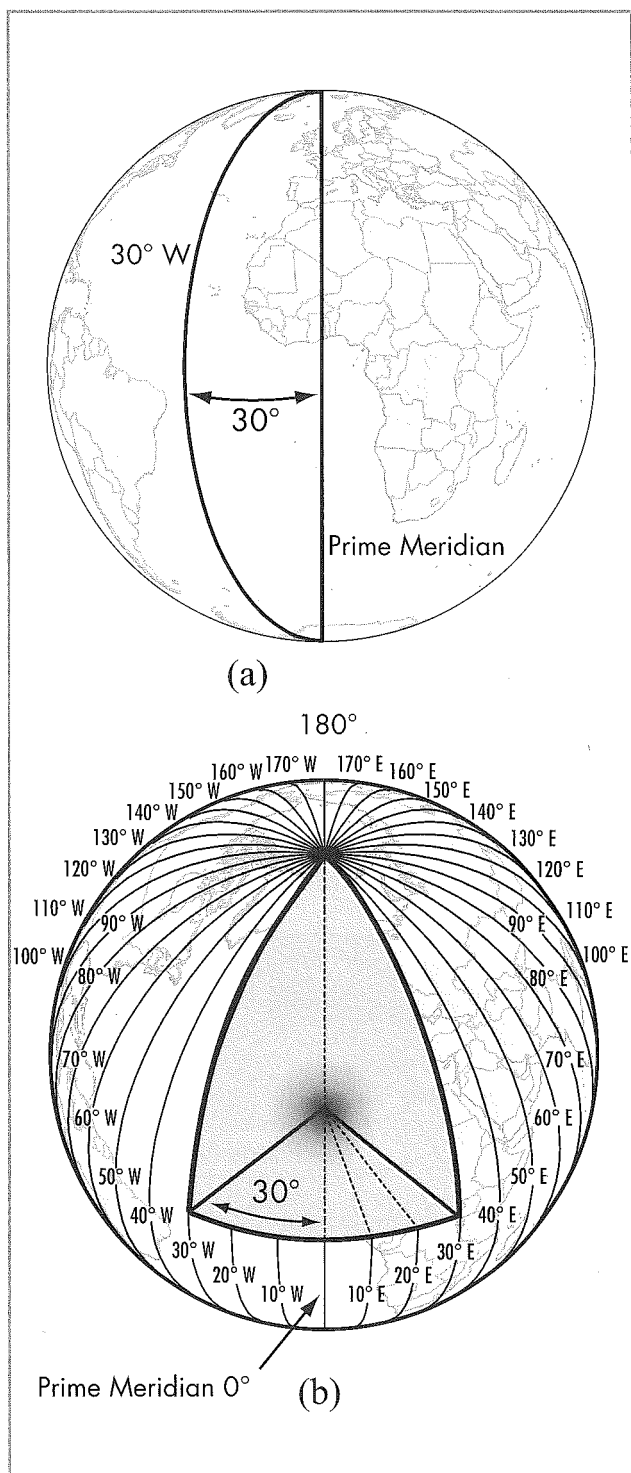 30° W
30°
Prime Meridian
(a)
180°
170° W
170° E
160° W
160° E
150° W
150° E
140° W
140° E
130° W
130° E
120° W
120° E
110° W
110° E
90° W
90° E
100° W
100° E
80° W
80° E
70° W
70° E
60° W
60° E
50° W
50° E
30°
40° W
40° E
30° W
30° E
20° W
20° E
10° W
10° E
Prime Meridian 0°
(b)